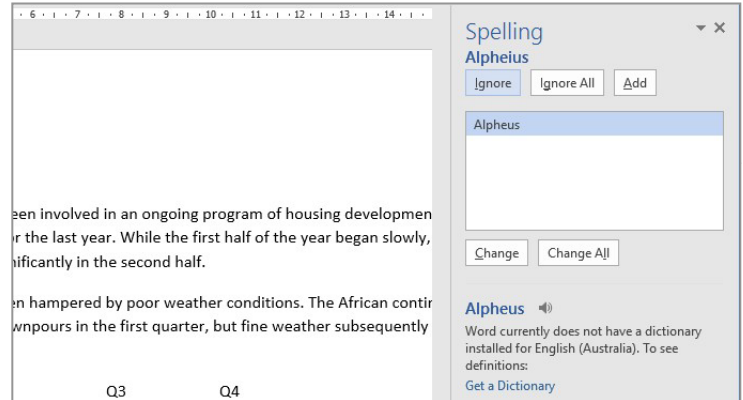 6 · 7 · 8 · 9 · 10 · 11 · 12 · 13 · 14
Spelling
Alpheius
Ignore Ignore All Add
Alpheus
Change Change All
Alpheus
Word currently does not have a dictionary
installed for English (Australia). To see
definitions:
Get a Dictionary
een involved in an ongoing program of housing developmen
r the last year. While the first half of the year began slowly,
nificantly in the second half.
en hampered by poor weather conditions. The African contin
wnpours in the first quarter, but fine weather subsequently
Q3 Q4